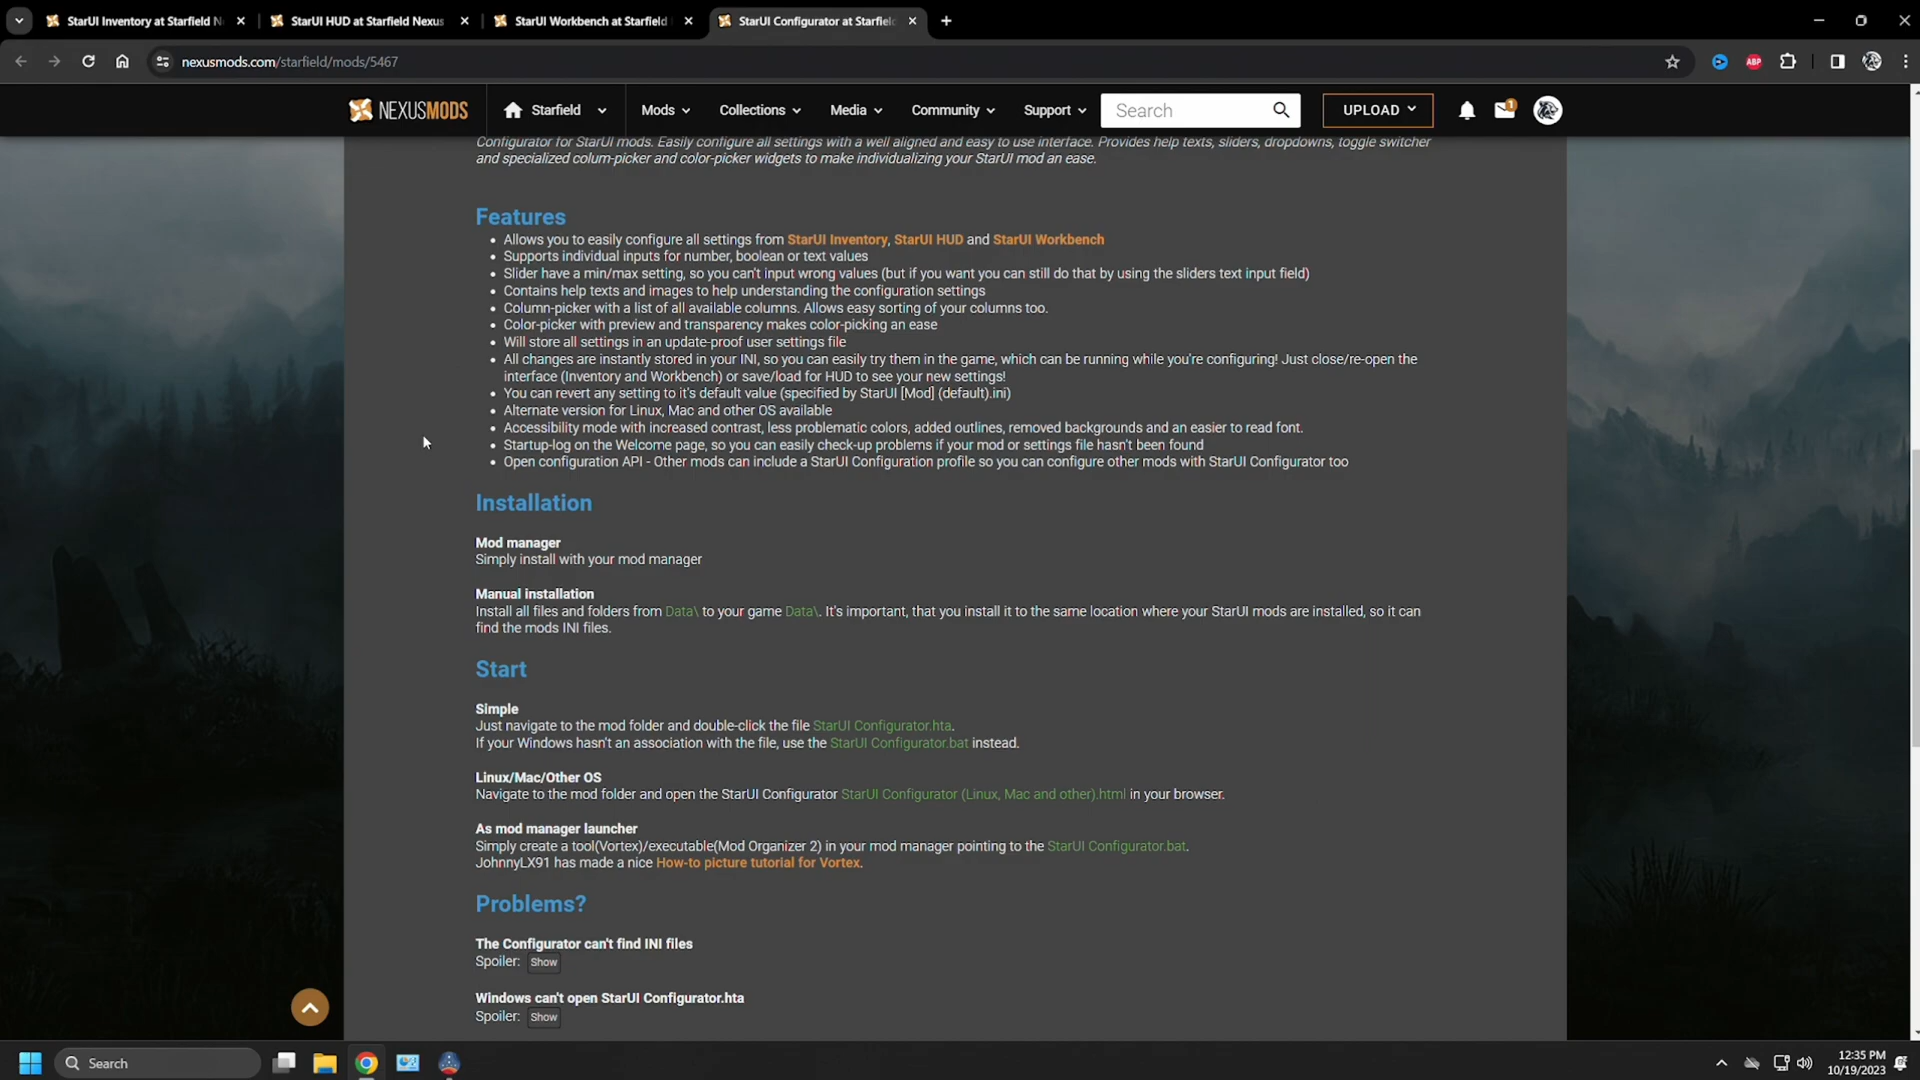 StarUI Inventory at Starfield N
StarUI HUD at Starfield Nexus
StarUI Workbench at Starfield
StarUI Configurator at Starfiel
nexusmods.com/starfield/mods/5467
ABP
NEXUSMODS
Starfield
Mods
Collections
Media
Community
Support
Search
UPLOAD
1
Configurator for StarUI mods. Easily configure all settings with a well aligned and easy to use interface. Provides help texts, sliders, dropdowns, toggle switcher
and specialized colum-picker and color-picker widgets to make individualizing your StarUI mod an ease.
Features
• Allows you to easily configure all settings from StarUI Inventory, StarUI HUD and StarUI Workbench
• Supports individual inputs for number, boolean or text values
• Slider have a min/max setting, so you can't input wrong values (but if you want you can still do that by using the sliders text input field)
• Contains help texts and images to help understanding the configuration settings
• Column-picker with a list of all available columns. Allows easy sorting of your columns too.
• Color-picker with preview and transparency makes color-picking an ease
• Will store all settings in an update-proof user settings file
• All changes are instantly stored in your INI, so you can easily try them in the game, which can be running while you're configuring! Just close/re-open the
interface (Inventory and Workbench) or save/load for HUD to see your new settings!
• You can revert any setting to it's default value (specified by StarUI [Mod] (default).ini)
• Alternate version for Linux, Mac and other OS available
• Accessibility mode with increased contrast, less problematic colors, added outlines, removed backgrounds and an easier to read font.
• Startup-log on the Welcome page, so you can easily check-up problems if your mod or settings file hasn't been found
• Open configuration API - Other mods can include a StarUI Configuration profile so you can configure other mods with StarUI Configurator too
Installation
Mod manager
Simply install with your mod manager
Manual installation
Install all files and folders from Data\ to your game Data\. It's important, that you install it to the same location where your StarUI mods are installed, so it can
find the mods INI files.
Start
Simple
Just navigate to the mod folder and double-click the file StarUI Configurator.hta.
If your Windows hasn't an association with the file, use the StarUI Configurator.bat instead.
Linux/Mac/Other OS
Navigate to the mod folder and open the StarUI Configurator StarUI Configurator (Linux, Mac and other).html in your browser.
As mod manager launcher
Simply create a tool(Vortex)/executable(Mod Organizer 2) in your mod manager pointing to the StarUI Configurator.bat.
JohnnyLX91 has made a nice How-to picture tutorial for Vortex.
Problems?
The Configurator can't find INI files
Spoiler: Show
Windows can't open StarUI Configurator.hta
Spoiler: Show
Search
12:35 PM
10/19/2023